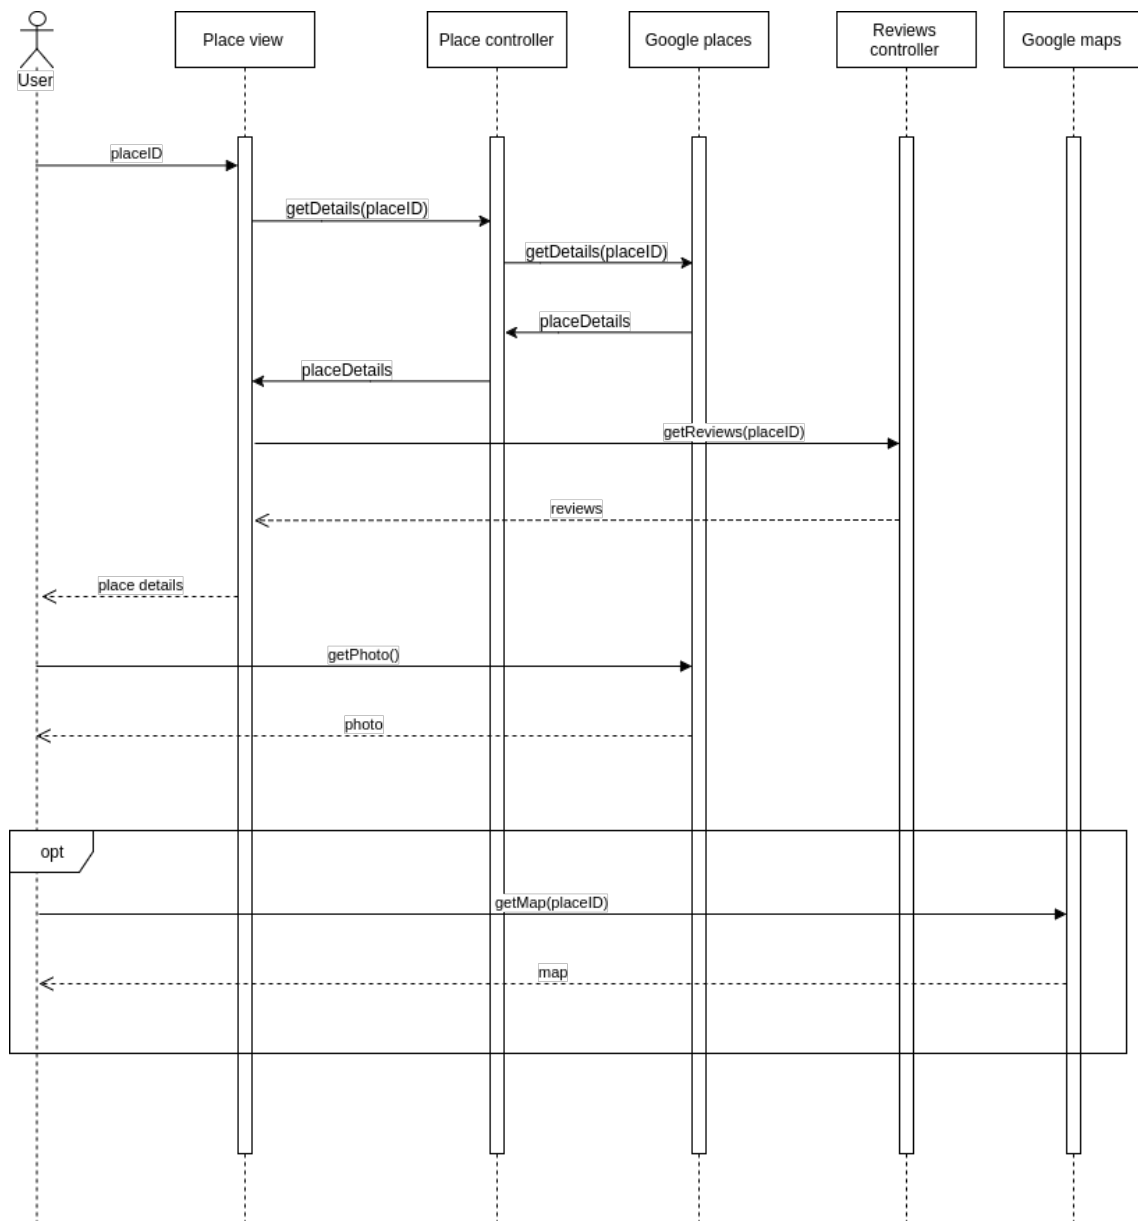 User
Place view
Place controller
Google places
Reviews
controller
Google maps
placeID
getDetails(placeID)
getDetails(placeID)
placeDetails
placeDetails
getReviews(placeID)
reviews
place details
getPhoto()
photo
opt
getMap(placeID)
map